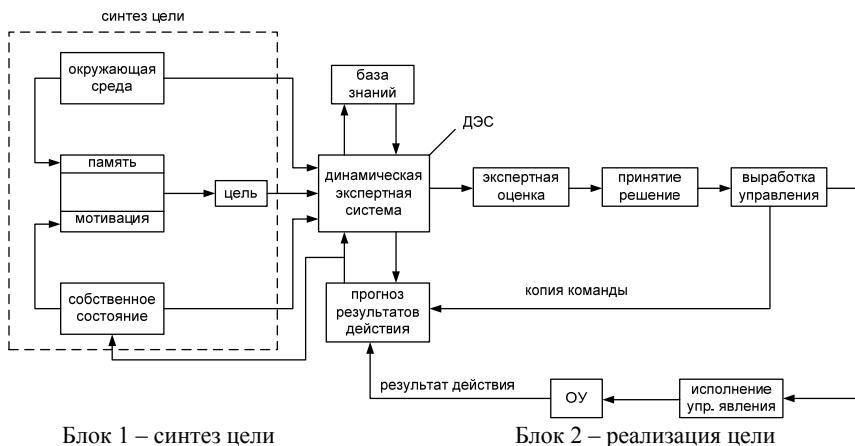 синтез цели
окружающая
среда
память
мотивация
собственное
состояние
цель
база
знаний
ДЭС
динамическая
экспертная
система
экспертная
оценка
принятие
решение
выработка
управления
прогноз
результатов
действия
копия команды
результат действия
ОУ
исполнение
упр. явления
Блок 1 – синтез цели
Блок 2 – реализация цели